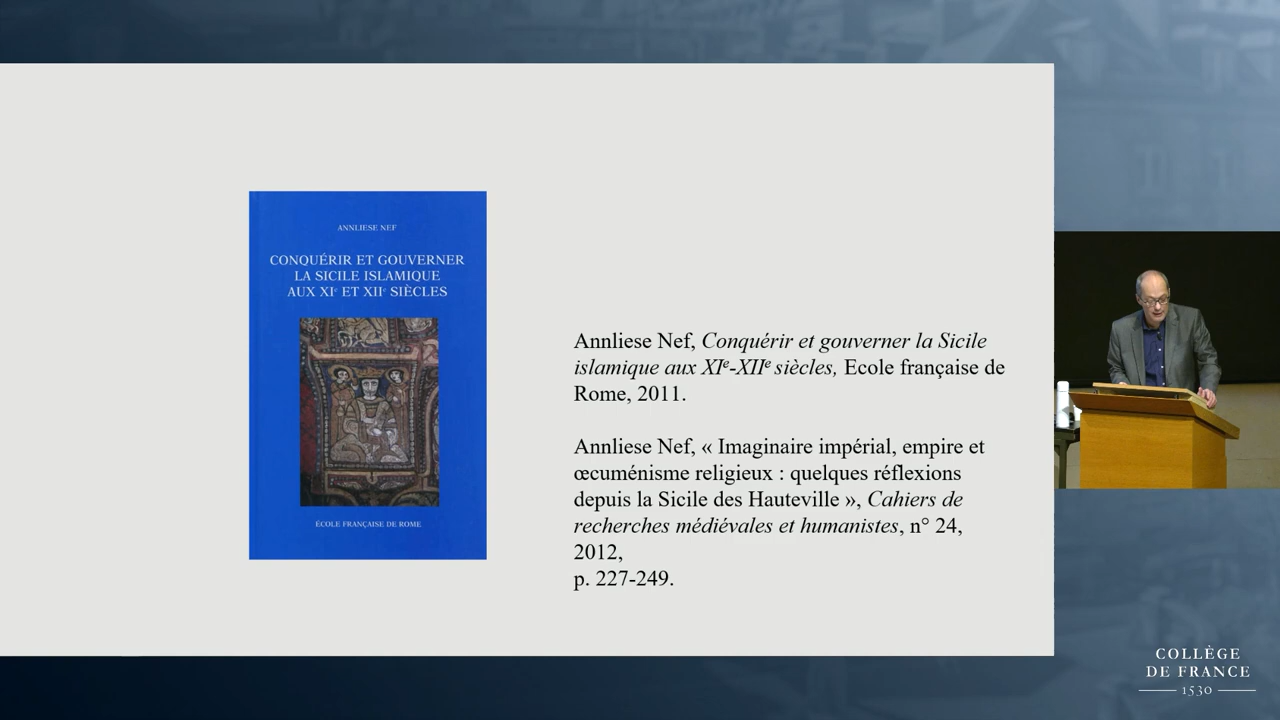 ANNLIESE NEF
CONQUÉRIR ET GOUVERNER
LA SICILE ISLAMIQUE
AUX XIe ET XIIe SIÈCLES
ÉCOLE FRANÇAISE DE ROME
Annliese Nef, Conquérir et gouverner la Sicile
islamique aux XIe-XIIe siècles, Ecole française de
Rome, 2011.
Annliese Nef, « Imaginaire impérial, empire et
œcuménisme religieux : quelques réflexions
depuis la Sicile des Hauteville », Cahiers de
recherches médiévales et humanistes, n° 24,
2012,
p. 227-249.
COLLÈGE
DE FRANCE
1530